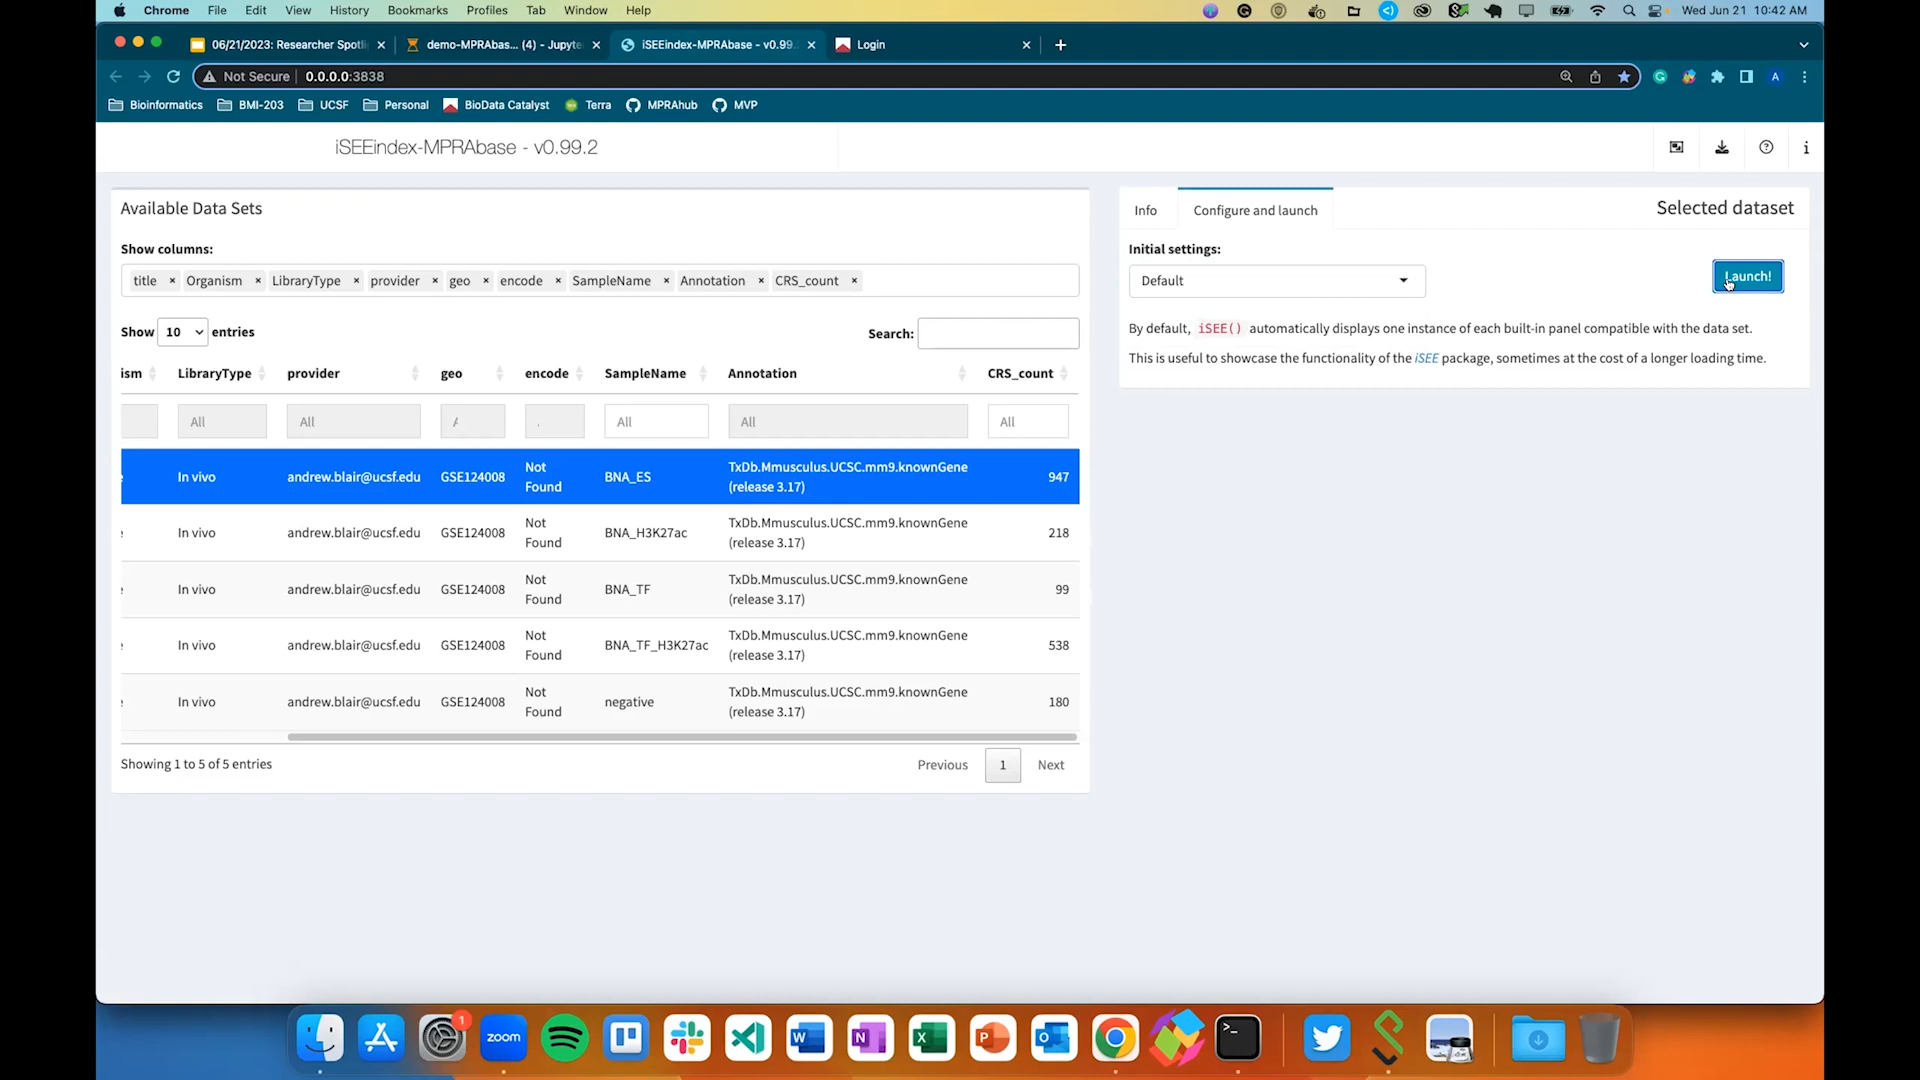 Chrome File Edit View History Bookmarks Profiles Tab Window Help Wed Jun 21 10:42 AM
06/21/2023: Researcher Spotli demo-MPRAbas... (4) - Jupyte iSEEindex-MPRAbase - v0.99. Login
Not Secure 0.0.0.0:3838
Bioinformatics BMI-203 UCSF Personal BioData Catalyst Terra MPRAhub MVP
iSEEindex-MPRAbase - v0.99.2
Available Data Sets
Show columns:
title × Organism × LibraryType × provider × geo × encode × SampleName × Annotation × CRS_count ×
Show 10 entries Search:
ism LibraryType provider geo encode SampleName Annotation CRS_count
All All All All All
In vivo andrew.blair@ucsf.edu GSE124008 Not Found BNA_ES TxDb.Mmusculus.UCSC.mm9.knownGene (release 3.17) 947
In vivo andrew.blair@ucsf.edu GSE124008 Not Found BNA_H3K27ac TxDb.Mmusculus.UCSC.mm9.knownGene (release 3.17) 218
In vivo andrew.blair@ucsf.edu GSE124008 Not Found BNA_TF TxDb.Mmusculus.UCSC.mm9.knownGene (release 3.17) 99
In vivo andrew.blair@ucsf.edu GSE124008 Not Found BNA_TF_H3K27ac TxDb.Mmusculus.UCSC.mm9.knownGene (release 3.17) 538
In vivo andrew.blair@ucsf.edu GSE124008 Not Found negative TxDb.Mmusculus.UCSC.mm9.knownGene (release 3.17) 180
Showing 1 to 5 of 5 entries Previous 1 Next
Info Configure and launch Selected dataset
Initial settings:
Default Launch!
By default, iSEE() automatically displays one instance of each built-in panel compatible with the data set.
This is useful to showcase the functionality of the iSEE package, sometimes at the cost of a longer loading time.
1
zoom